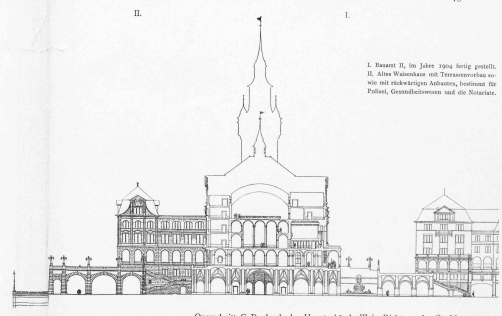 II.
I.
I. Bauamt II, im Jahre 1904 fertig gestellt.
II. Altes Waisenhaus mit Terrassenvorbau so-
wie mit rückwärtigen Anbauten, bestimmt für
Polizei, Gesundheitswesen und die Notariate.